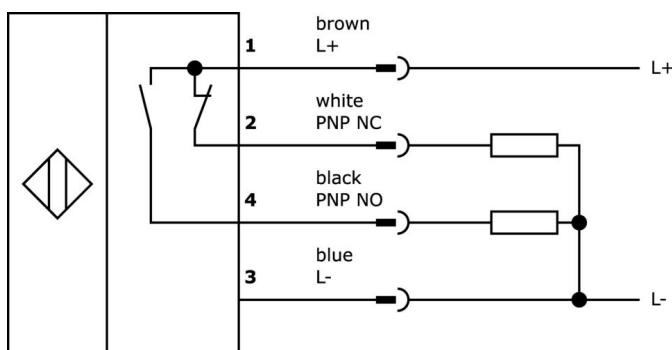 brown
1 L+
L+
white
2 PNP NC
black
4 PNP NO
blue
3 L-
L-